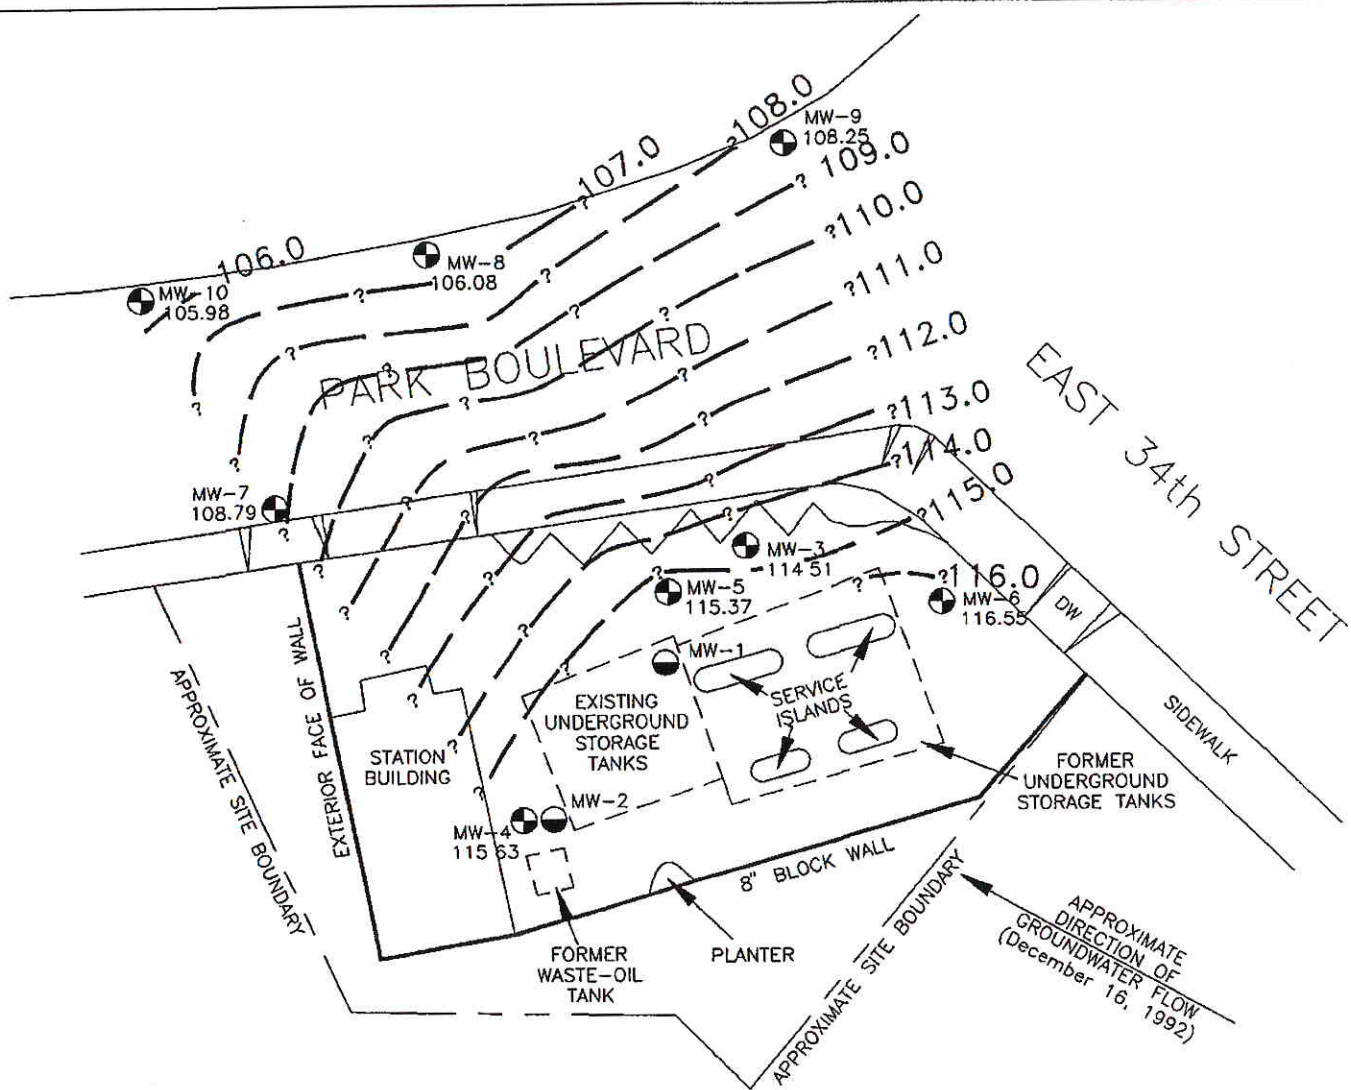 108.0
MW-9
108.25
107.0
109.0
?110.0
106.0
MW-8
106.08
?111.0
MW-10
105.98
PARK BOULEVARD
?112.0
EAST 34th STREET
?113.0
?114.0
?115.0
MW-7
108.79
MW-3
114.51
MW-5
115.37
?116.0
MW-6
116.55
DW
MW-1
SERVICE
ISLANDS
SIDEWALK
EXISTING
UNDERGROUND
STORAGE
TANKS
APPROXIMATE SITE BOUNDARY
EXTERIOR FACE OF WALL
STATION
BUILDING
FORMER
UNDERGROUND
STORAGE TANKS
MW-2
MW-4
115.63
8" BLOCK WALL
FORMER
WASTE-OIL
TANK
PLANTER
APPROXIMATE SITE BOUNDARY
APPROXIMATE
DIRECTION OF
GROUNDWATER FLOW
(December 16, 1992)